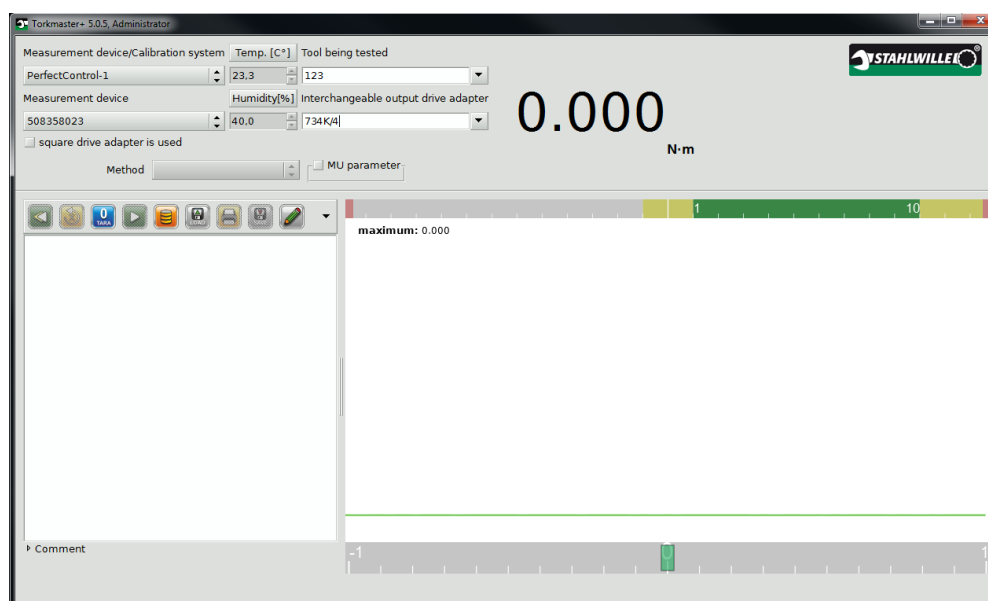 Torkmaster+ 5.0.5, Administrator
Measurement device/Calibration system Temp. [C°] Tool being tested
PerfectControl-1 23,3 123
Measurement device Humidity[%] Interchangeable output drive adapter
508358023 40,0 734K/4
square drive adapter is used
Method MU parameter
STAHLWILLE
0.000
N·m
0
TARA
1 10
maximum: 0.000
Comment
-1 0 1